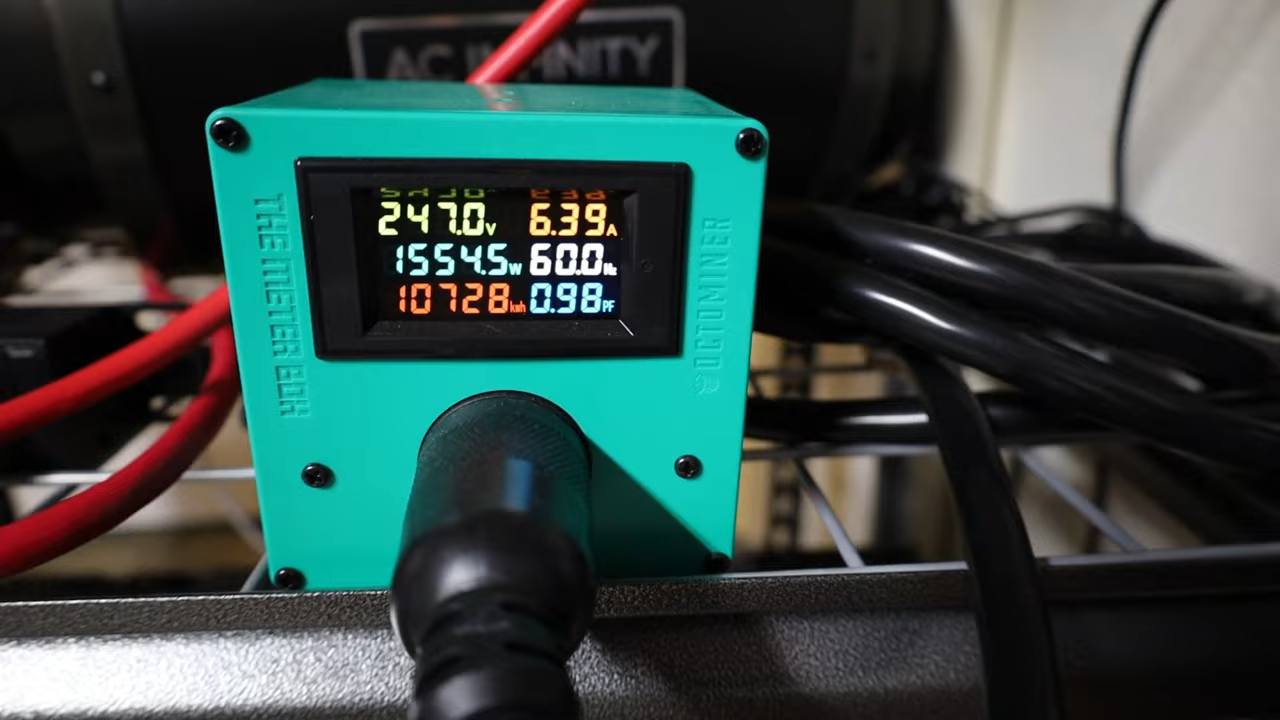 AC INFINITY
THE METER BOX
247.0V 6.39A
1554.5W 60.0Hz
10728kwh 0.98PF
OCTOMINER